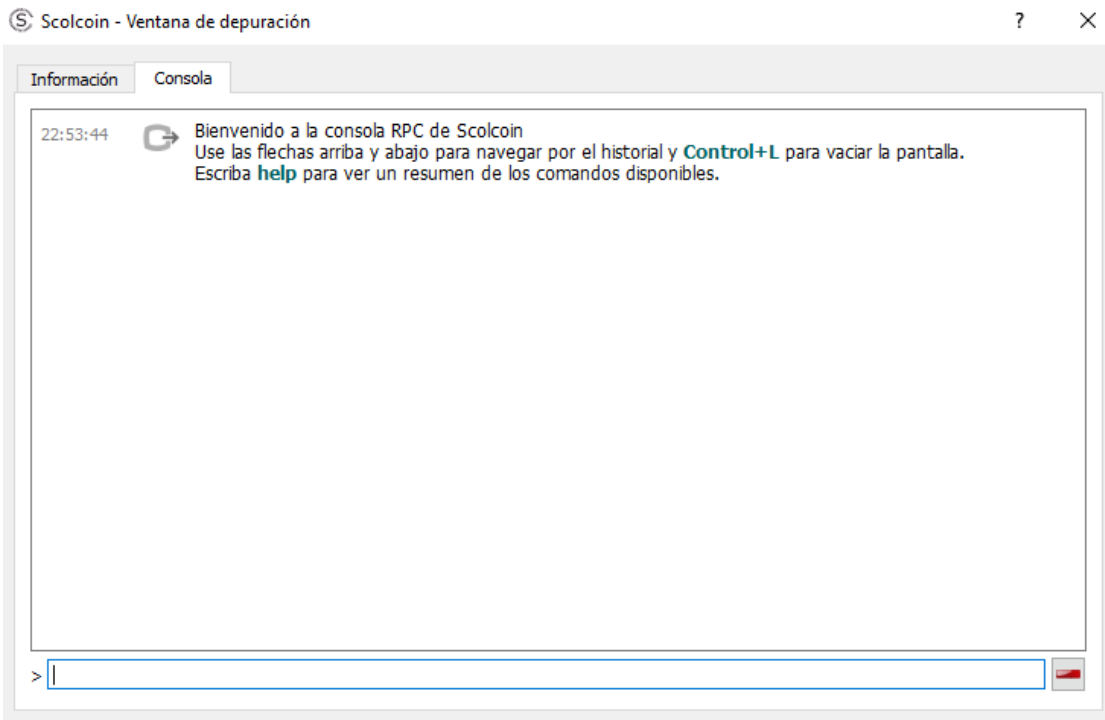 Scolcoin - Ventana de depuración
?
Información
Consola
22:53:44
Bienvenido a la consola RPC de Scolcoin
Use las flechas arriba y abajo para navegar por el historial y Control+L para vaciar la pantalla.
Escriba help para ver un resumen de los comandos disponibles.
>